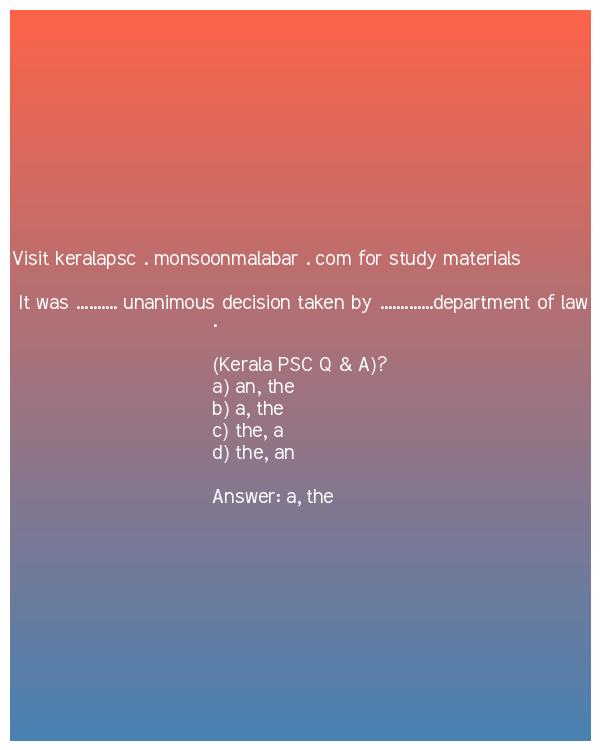 Visit keralapsc . monsoonmalabar . com for study materials
It was .......... unanimous decision taken by .............department of law
.
(Kerala PSC Q & A)?
a) an, the
b) a, the
c) the, a
d) the, an
Answer: a, the